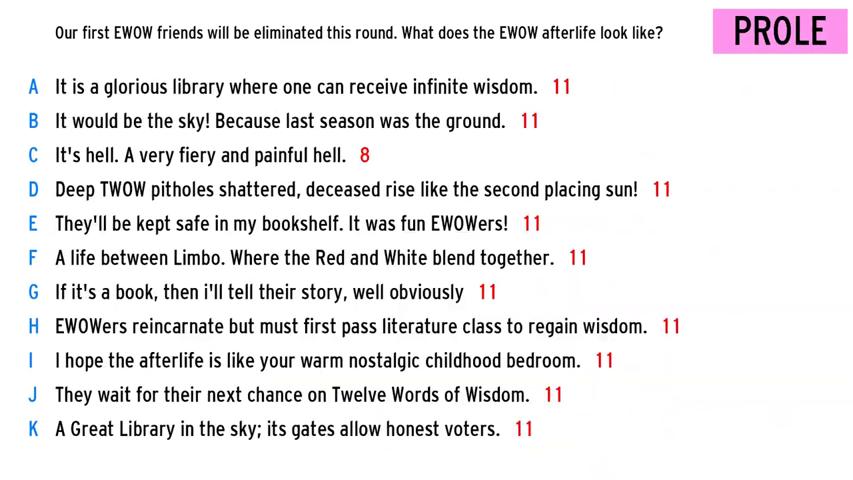 Our first EWOW friends will be eliminated this round. What does the EWOW afterlife look like?
PROLE
A It is a glorious library where one can receive infinite wisdom. 11
B It would be the sky! Because last season was the ground. 11
C It's hell. A very fiery and painful hell. 8
D Deep TWOW pitholes shattered, deceased rise like the second placing sun! 11
E They'll be kept safe in my bookshelf. It was fun EWOWers! 11
F A life between Limbo. Where the Red and White blend together. 11
G If it's a book, then i'll tell their story, well obviously 11
H EWOWers reincarnate but must first pass literature class to regain wisdom. 11
I I hope the afterlife is like your warm nostalgic childhood bedroom. 11
J They wait for their next chance on Twelve Words of Wisdom. 11
K A Great Library in the sky; its gates allow honest voters. 11